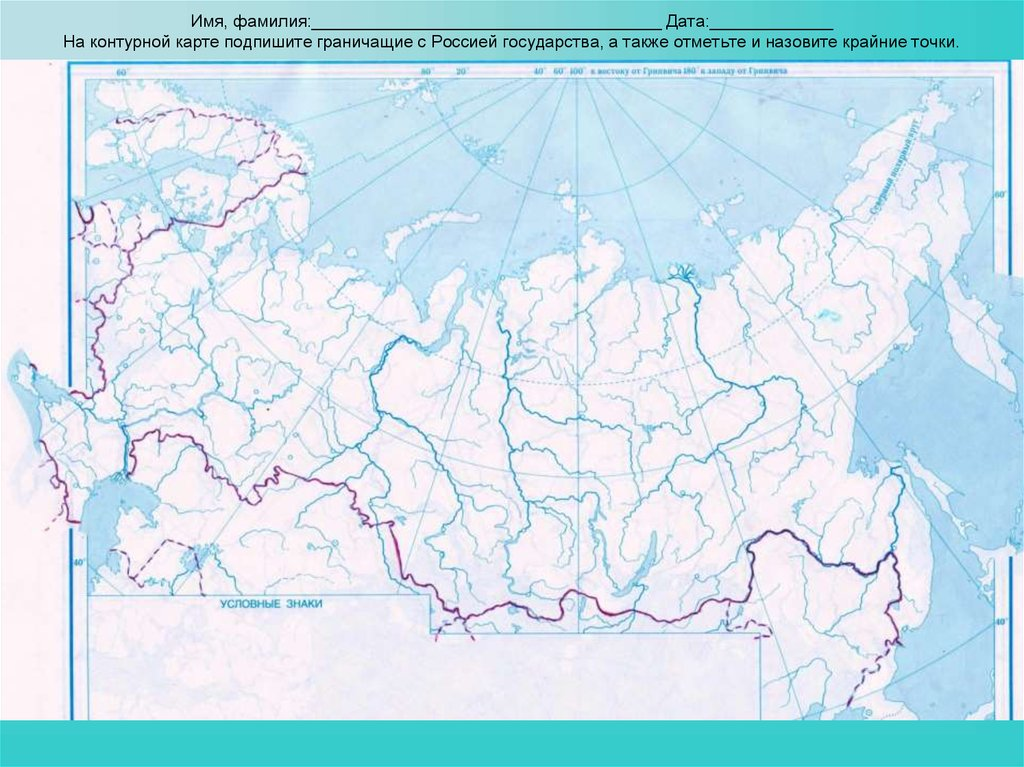 Имя, фамилия:_____________________________________ Дата:_____________
На контурной карте подпишите граничащие с Россией государства, а также отметьте и назовите крайние точки.
60° 80° 20° 40° 60° 100° к востоку от Гринвича 180° к западу от Гринвича
Северный полярный круг
60°
40°
УСЛОВНЫЕ ЗНАКИ
40°